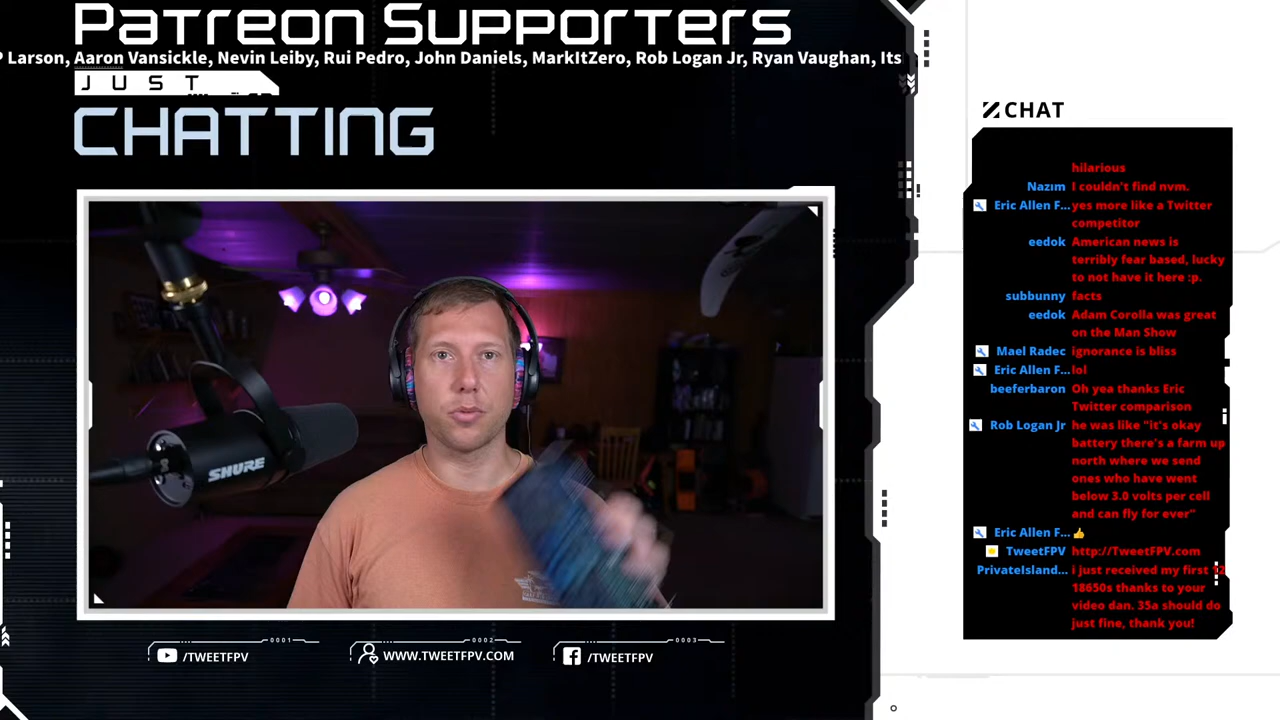 Patreon Supporters
P Larson, Aaron Vansickle, Nevin Leiby, Rui Pedro, John Daniels, MarkItZero, Rob Logan Jr, Ryan Vaughan, Its
JUST
CHATTING
SHURE
0001
/TWEETFPV
0002
WWW.TWEETFPV.COM
0003
/TWEETFPV
CHAT
hilarious
Nazım I couldn't find nvm.
Eric Allen F... yes more like a Twitter
competitor
eedok American news is
terribly fear based, lucky
to not have it here :p.
subbunny facts
eedok Adam Corolla was great
on the Man Show
Mael Radec ignorance is bliss
Eric Allen F... lol
beeferbaron Oh yea thanks Eric
Twitter comparison
Rob Logan Jr he was like "it's okay
battery there's a farm up
north where we send
ones who have went
below 3.0 volts per cell
and can fly for ever"
Eric Allen F... 👍
TweetFPV http://TweetFPV.com
PrivateIsland... i just received my first 12
18650s thanks to your
video dan. 35a should do
just fine, thank you!